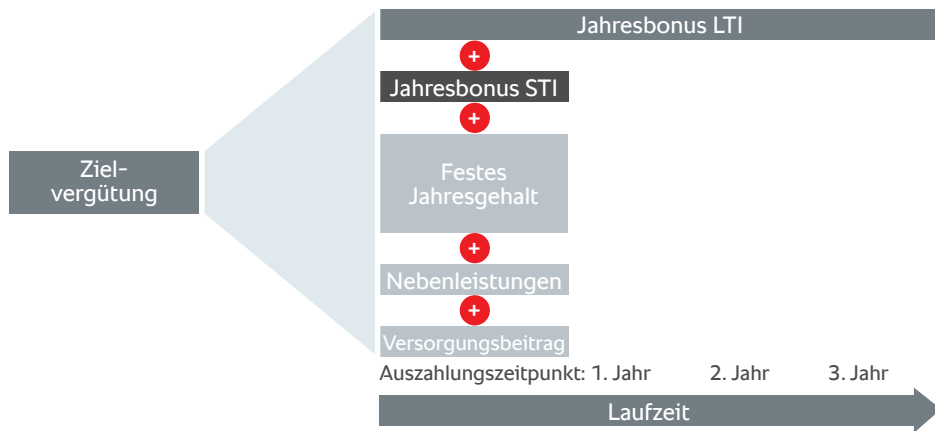 Jahresbonus LTI
+
Jahresbonus STI
+
Ziel-
vergütung
Festes
Jahresgehalt
+
Nebenleistungen
+
Versorgungsbeitrag
Auszahlungszeitpunkt: 1. Jahr 2. Jahr 3. Jahr
Laufzeit